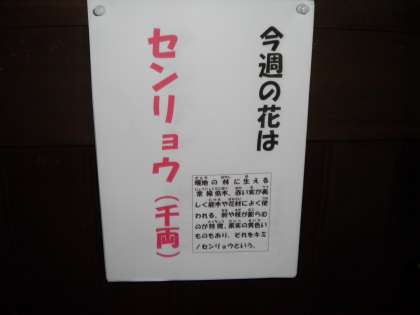 今週の花は
センリョウ（千両）
暖地の林に生える
常緑低木。赤い実が美
しく庭木や花材によく使
われる。
のが特徴。果実の黄色い
ものもあり、それをキミ
ノセンリョウという。